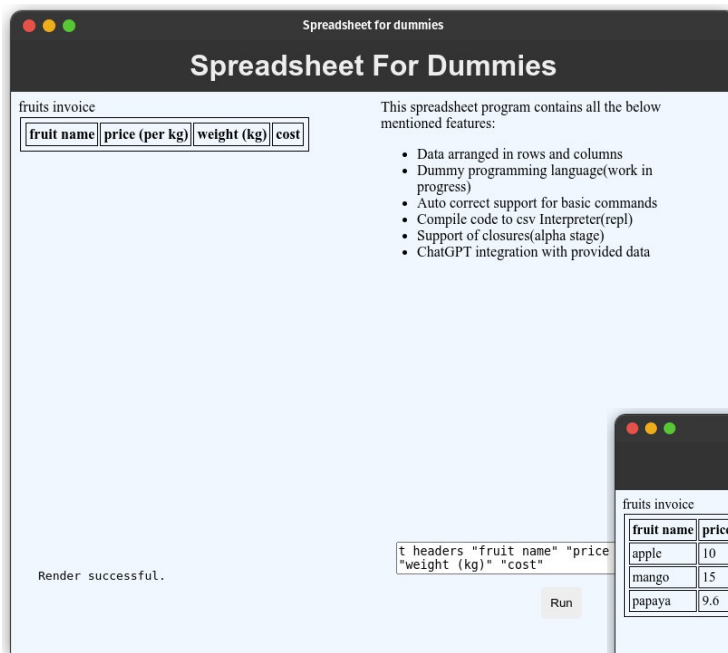 Spreadsheet for dummies
Spreadsheet For Dummies
fruits invoice
fruit name price (per kg) weight (kg) cost
This spreadsheet program contains all the below
mentioned features:
Data arranged in rows and columns
Dummy programming language(work in
progress)
Auto correct support for basic commands
Compile code to csv Interpreter(repl)
Support of closures(alpha stage)
ChatGPT integration with provided data
Render successful.
t headers "fruit name" "price
"weight (kg)" "cost"
Run
fruits invoice
fruit name price
apple 10
mango 15
papaya 9.6